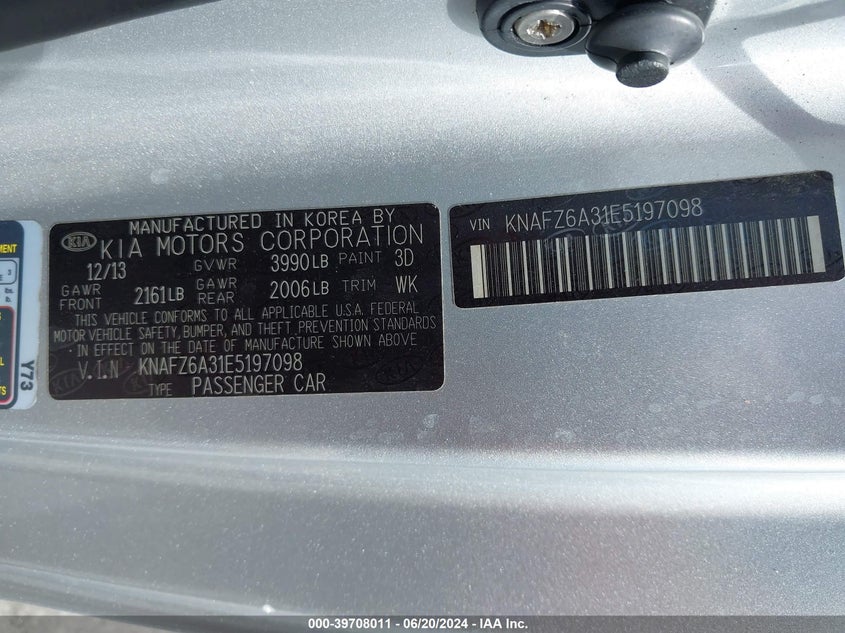 MANUFACTURED IN KOREA BY
KIA KIA MOTORS CORPORATION
12/13 GVWR 3990LB PAINT 3D
GAWR FRONT 2161LB GAWR REAR 2006LB TRIM WK
THIS VEHICLE CONFORMS TO ALL APPLICABLE U.S.A. FEDERAL
MOTOR VEHICLE SAFETY, BUMPER, AND THEFT PREVENTION STANDARDS
IN EFFECT ON THE DATE OF MANUFACTURE SHOWN ABOVE
V.I.N KNAFZ6A31E5197098
TYPE PASSENGER CAR
VIN KNAFZ6A31E5197098
Y73
000-39708011 - 06/20/2024 - IAA Inc.